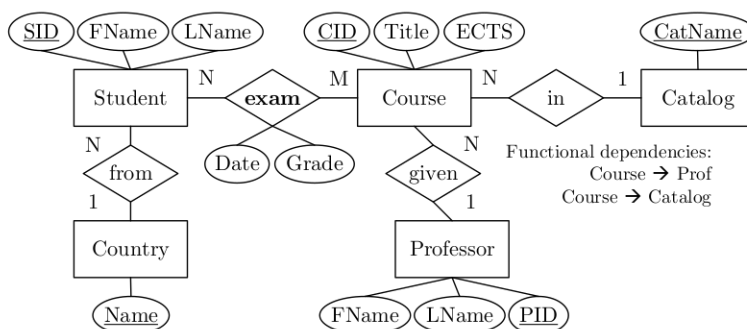 SID FName LName CID Title ECTS CatName
Student N exam M Course N in 1 Catalog
N Date Grade N Functional dependencies:
from given Course → Prof
1 1 Course → Catalog
Country Professor
Name FName LName PID